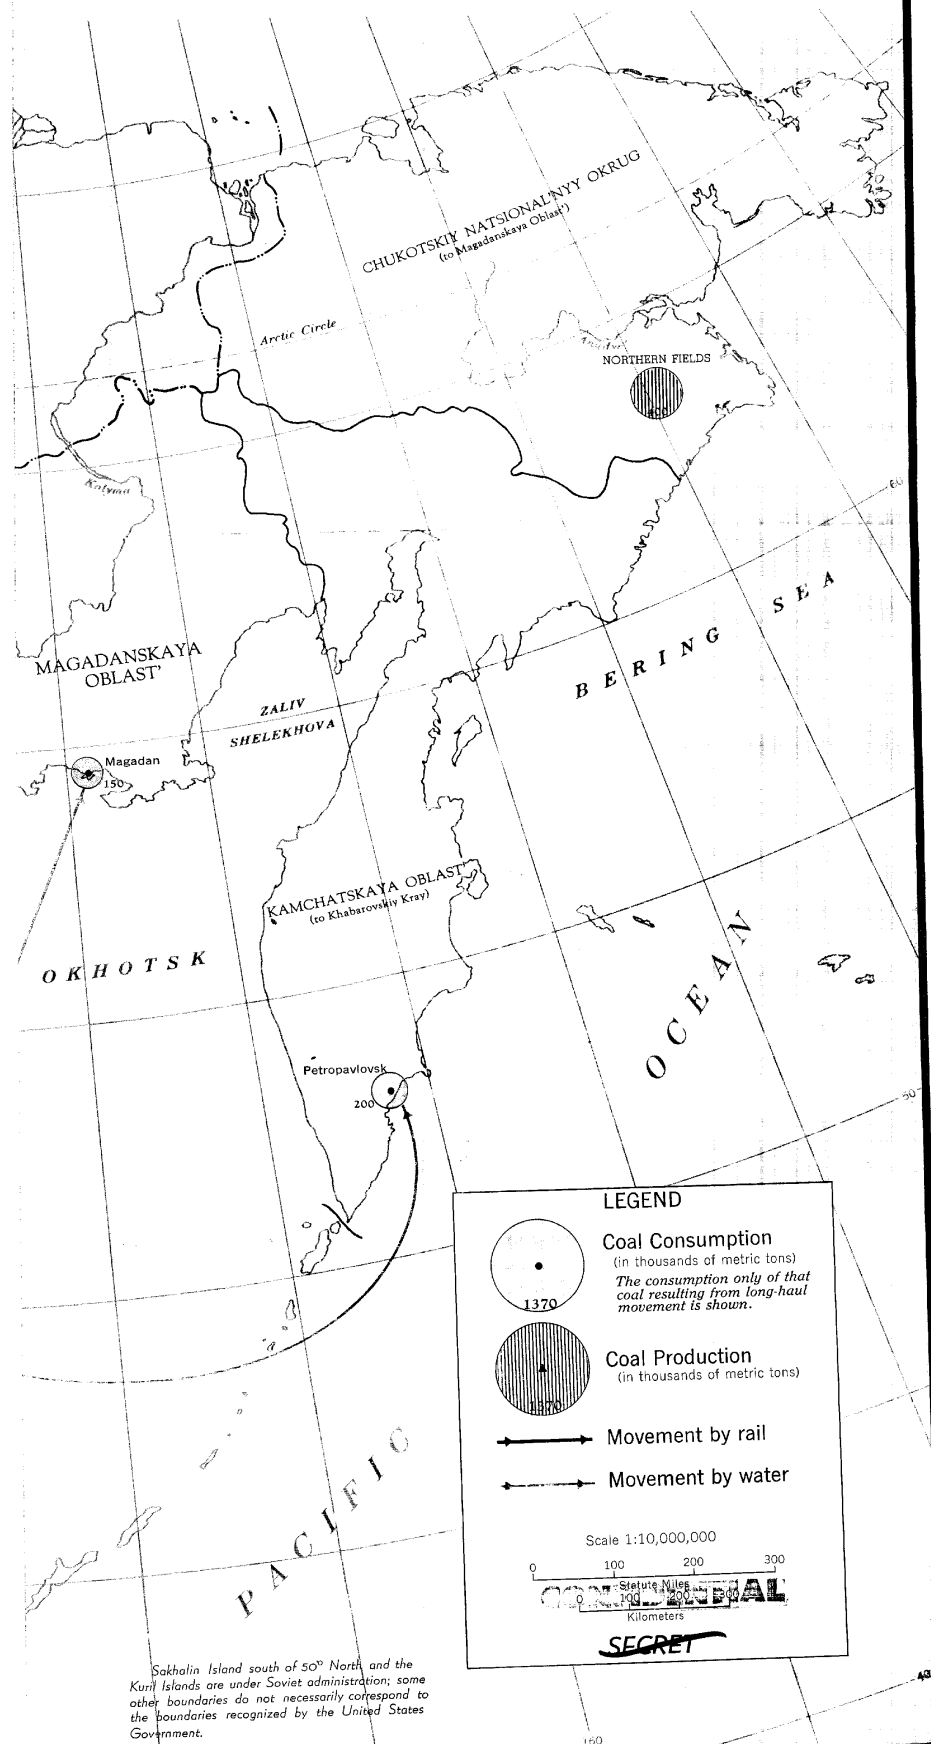 CHUKOTSKIY NATSIONAL'NYY OKRUG
(to Magadanskaya Oblast')
Arctic Circle
NORTHERN FIELDS
Kolyma
60
BERING SEA
MAGADANSKAYA
OBLAST'
ZALIV
SHELEKHOVA
Magadan
150
KAMCHATSKAYA OBLAST'
(to Khabarovskiy Kray)
OKHOTSK
PACIFIC OCEAN
Petropavlovsk
200
50
LEGEND
Coal Consumption
(in thousands of metric tons)
The consumption only of that
coal resulting from long-haul
movement is shown.
1370
Coal Production
(in thousands of metric tons)
1370
Movement by rail
Movement by water
Scale 1:10,000,000
0 100 200 300
Statute Miles
CONFIDENTIAL
0 100 200 300
Kilometers
SECRET
Sakhalin Island south of 50° North and the
Kuril Islands are under Soviet administration; some
other boundaries do not necessarily correspond to
the boundaries recognized by the United States
Government.
160